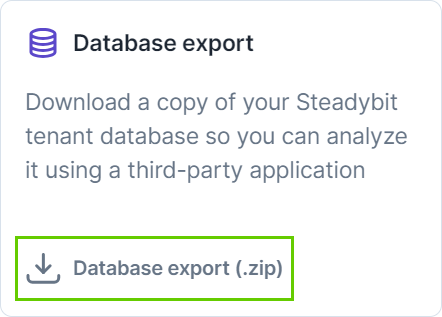 Database export
Download a copy of your Steadybit
tenant database so you can analyze
it using a third-party application
Database export (.zip)